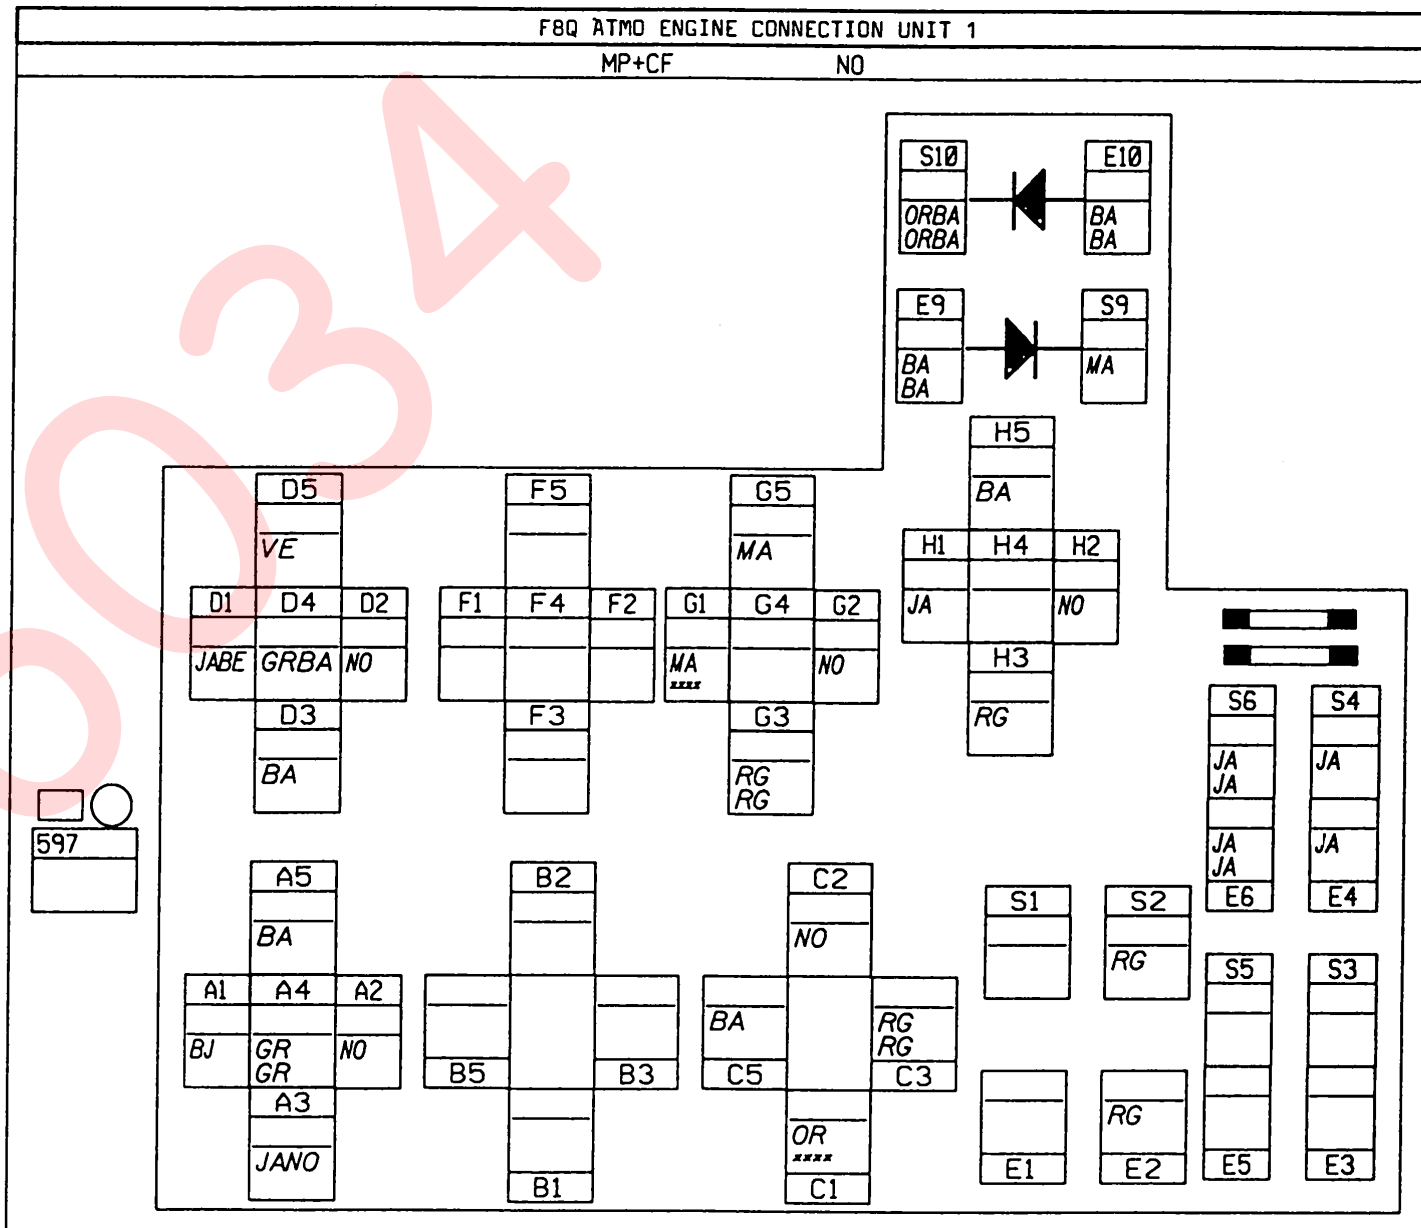 F8Q ATMO ENGINE CONNECTION UNIT 1
MP+CF NO
S10 E10
ORBA BA
ORBA BA
E9 S9
BA MA
BA
H5
BA
H1 H4 H2
JA NO
H3
RG
D5 F5 G5
VE MA
D1 D4 D2 F1 F4 F2 G1 G4 G2
JABE GRBA NO MA NO
xxxx
D3 F3 G3
BA RG
RG
S6 S4
JA JA
JA
JA JA
JA
E6 E4
597
A5 B2 C2
BA NO
S1 S2
RG
A1 A4 A2
BJ GR NO
GR
BA RG
RG
B5 B3 C5 C3
S5 S3
A3
JANO
OR
xxxx
B1 C1
RG
E1 E2
E5 E3
6034